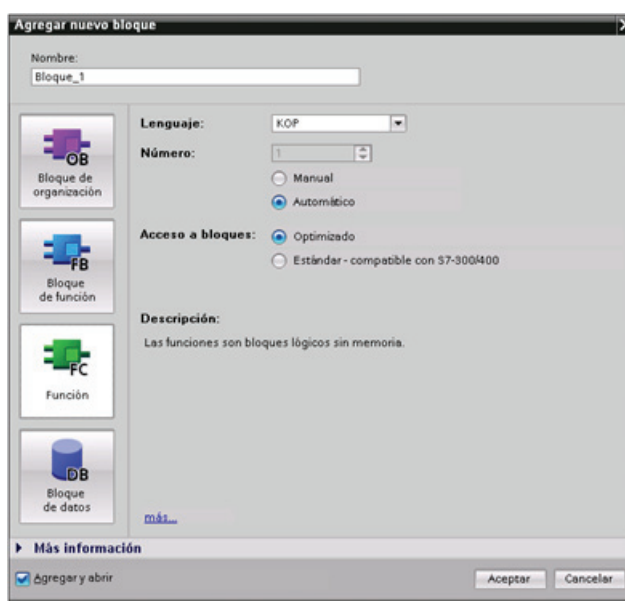 Agregar nuevo bloque
Nombre:
Bloque_1
OB
Bloque de
organización
FB
Bloque
de función
FC
Función
DB
Bloque
de datos
Lenguaje:
KOP
Número:
1
Manual
Automático
Acceso a bloques:
Optimizado
Estándar - compatible con S7-300/400
Descripción:
Las funciones son bloques lógicos sin memoria.
más...
Más información
Agregar y abrir
Aceptar
Cancelar